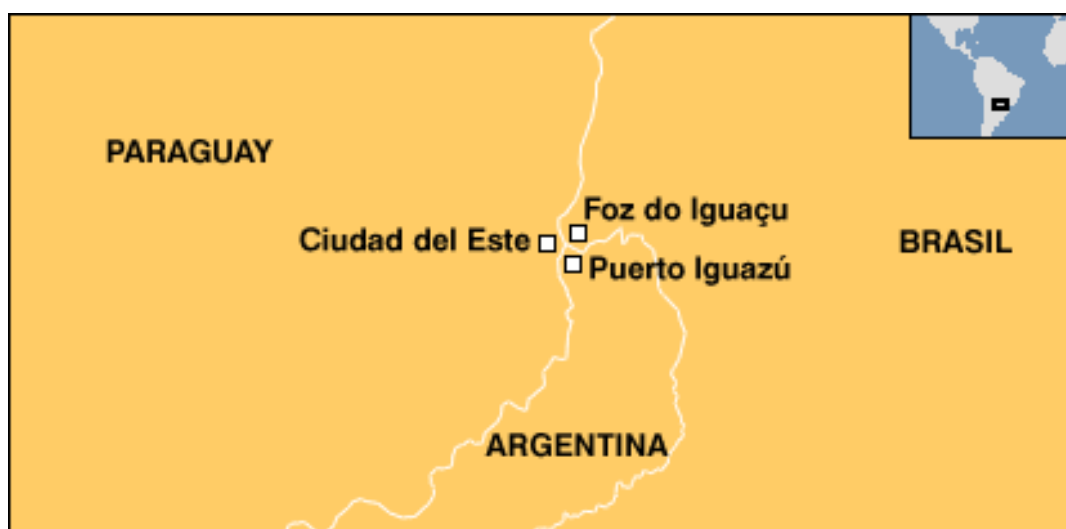 PARAGUAY
Foz do Iguaçu
Ciudad del Este
BRASIL
Puerto Iguazú
ARGENTINA